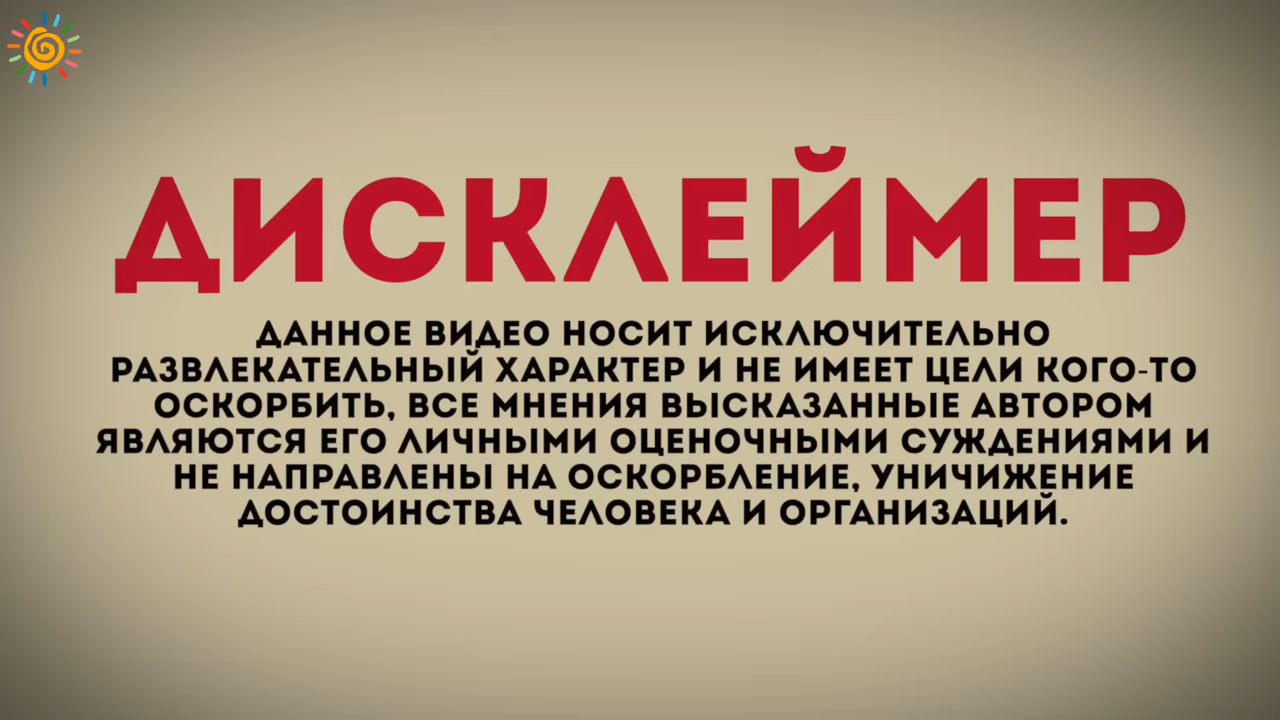 ДИСКЛЕЙМЕР
ДАННОЕ ВИДЕО НОСИТ ИСКЛЮЧИТЕЛЬНО
РАЗВЛЕКАТЕЛЬНЫЙ ХАРАКТЕР И НЕ ИМЕЕТ ЦЕЛИ КОГО-ТО
ОСКОРБИТЬ, ВСЕ МНЕНИЯ ВЫСКАЗАННЫЕ АВТОРОМ
ЯВЛЯЮТСЯ ЕГО ЛИЧНЫМИ ОЦЕНОЧНЫМИ СУЖДЕНИЯМИ И
НЕ НАПРАВЛЕНЫ НА ОСКОРБЛЕНИЕ, УНИЧИЖЕНИЕ
ДОСТОИНСТВА ЧЕЛОВЕКА И ОРГАНИЗАЦИЙ.